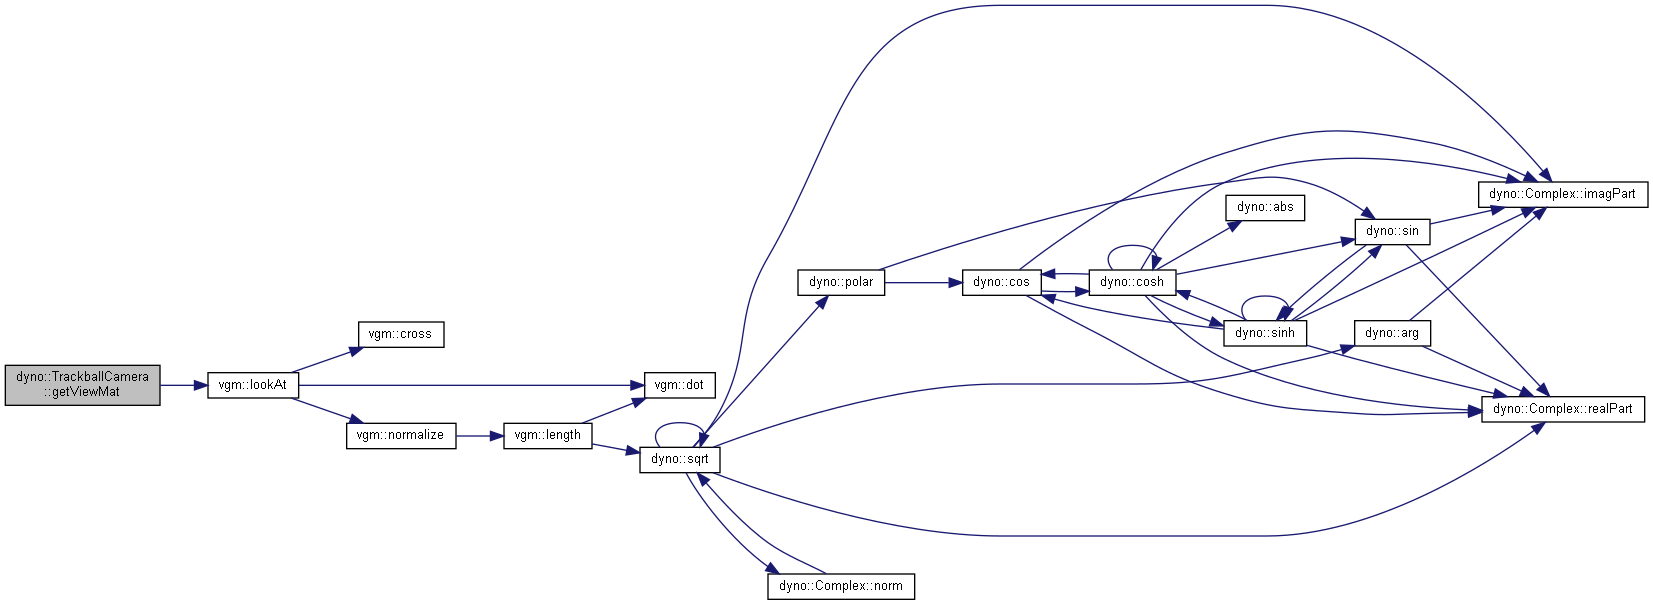 dyno::TrackballCamera
::getViewMat
vgm::lookAt
vgm::cross
vgm::normalize
vgm::length
vgm::dot
dyno::sqrt
dyno::polar
dyno::Complex::norm
dyno::cos
dyno::cosh
dyno::abs
dyno::sinh
dyno::sin
dyno::arg
dyno::Complex::imagPart
dyno::Complex::realPart